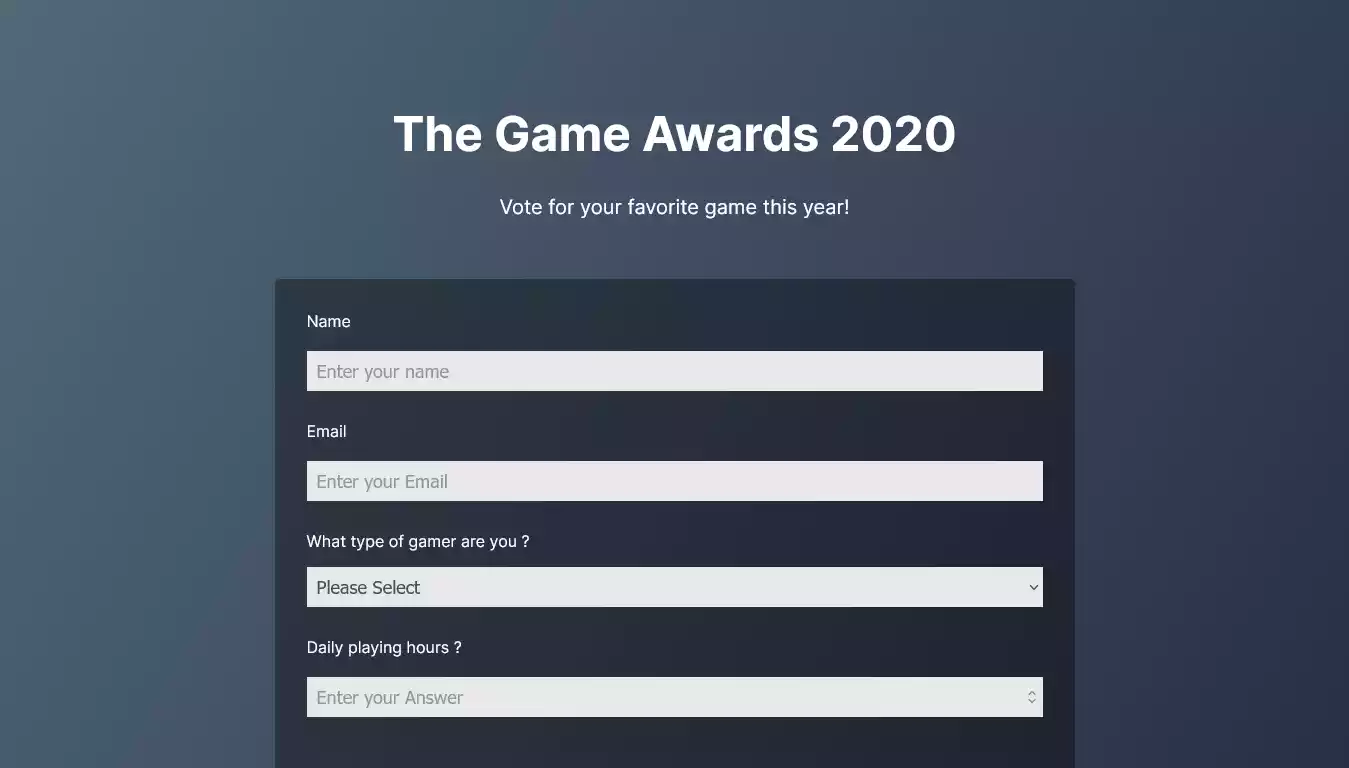 The Game Awards 2020
Vote for your favorite game this year!
Name
Enter your name
Email
Enter your Email
What type of gamer are you ?
Please Select
Daily playing hours ?
Enter your Answer